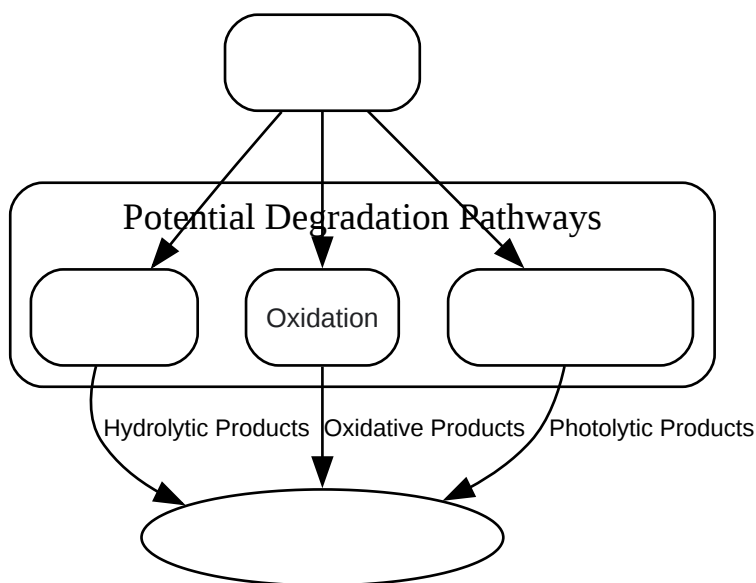 Potential Degradation Pathways
Oxidation
Hydrolytic Products
Oxidative Products
Photolytic Products